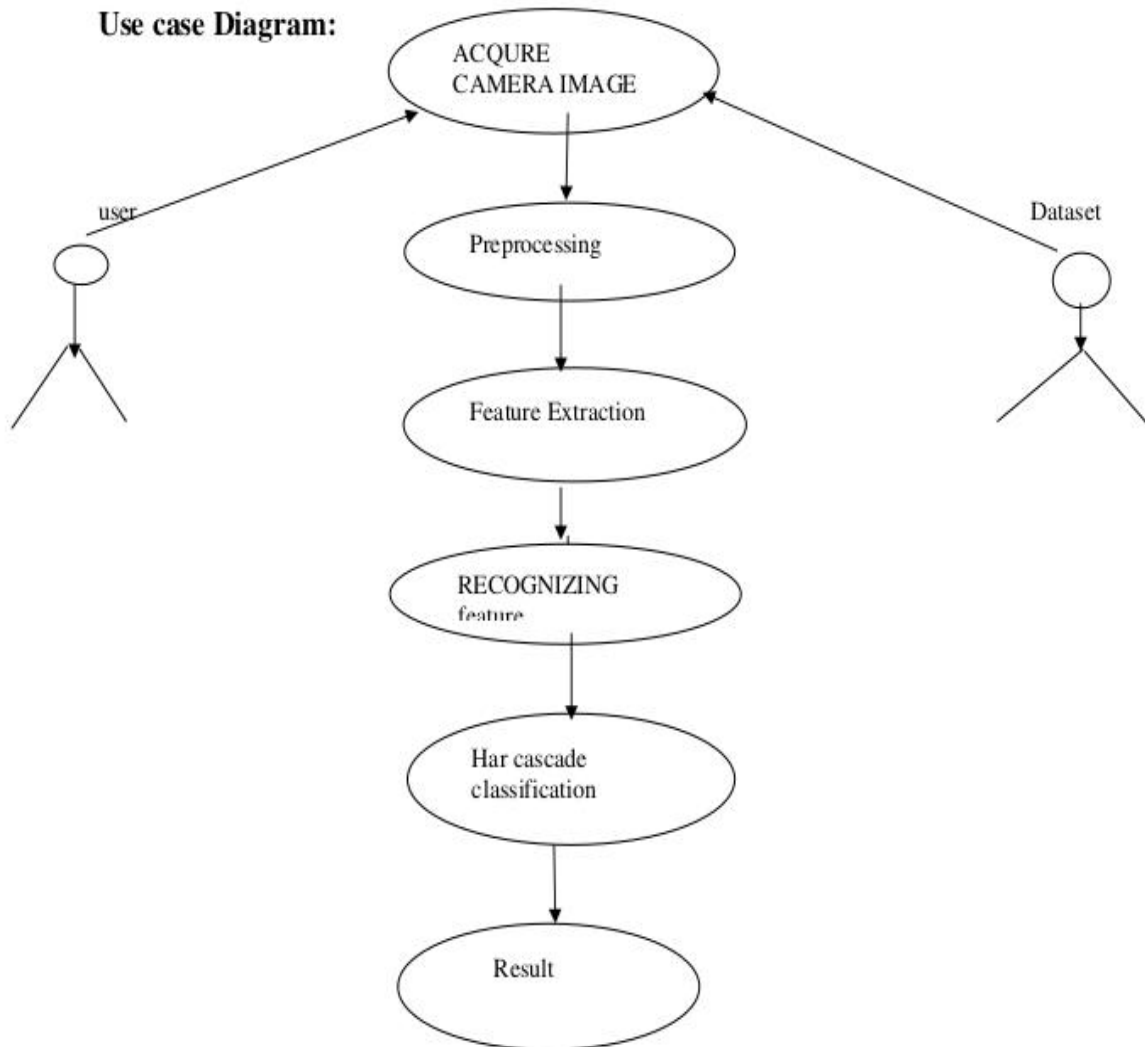 Use case Diagram:
ACQURE
CAMERA IMAGE
user
Dataset
Preprocessing
Feature Extraction
RECOGNIZING
feature
Har cascade
classification
Result